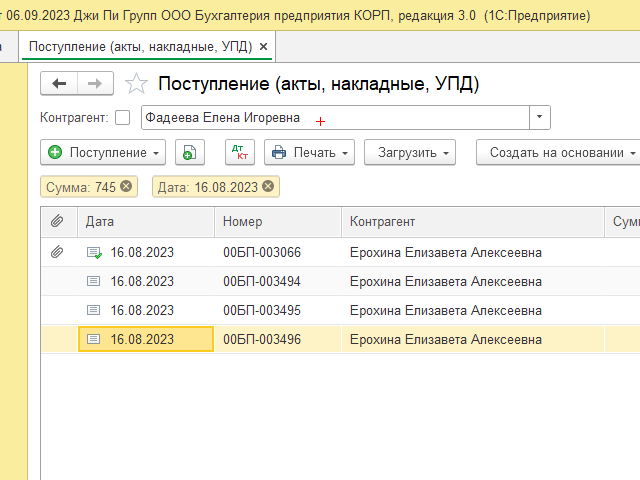 т 06.09.2023 Джи Пи Групп ООО Бухгалтерия предприятия КОРП, редакция 3.0 (1С:Предприятие)
Поступление (акты, накладные, УПД) ×
Поступление (акты, накладные, УПД)
Контрагент: Фадеева Елена Игоревна
Поступление Дт Кт Печать Загрузить Создать на основании
Сумма: 745 Дата: 16.08.2023
Дата Номер Контрагент Сум
16.08.2023 00БП-003066 Ерохина Елизавета Алексеевна
16.08.2023 00БП-003494 Ерохина Елизавета Алексеевна
16.08.2023 00БП-003495 Ерохина Елизавета Алексеевна
16.08.2023 00БП-003496 Ерохина Елизавета Алексеевна